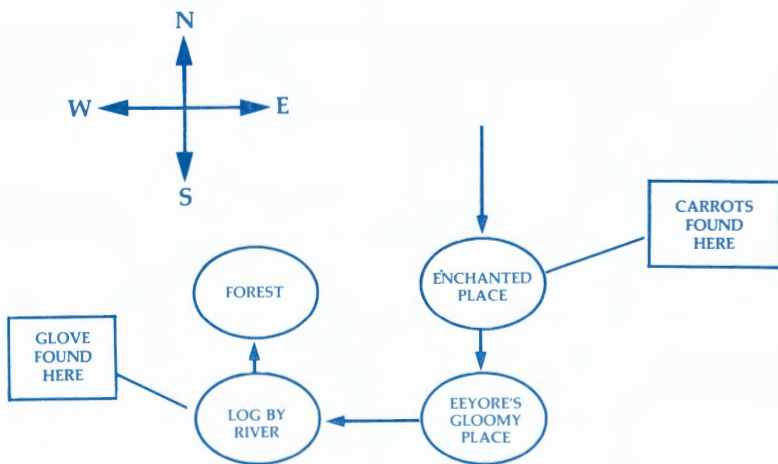 N
W
E
S
CARROTS
FOUND
HERE
ENCHANTED
PLACE
FOREST
GLOVE
FOUND
HERE
LOG BY
RIVER
EEYORE'S
GLOOMY
PLACE